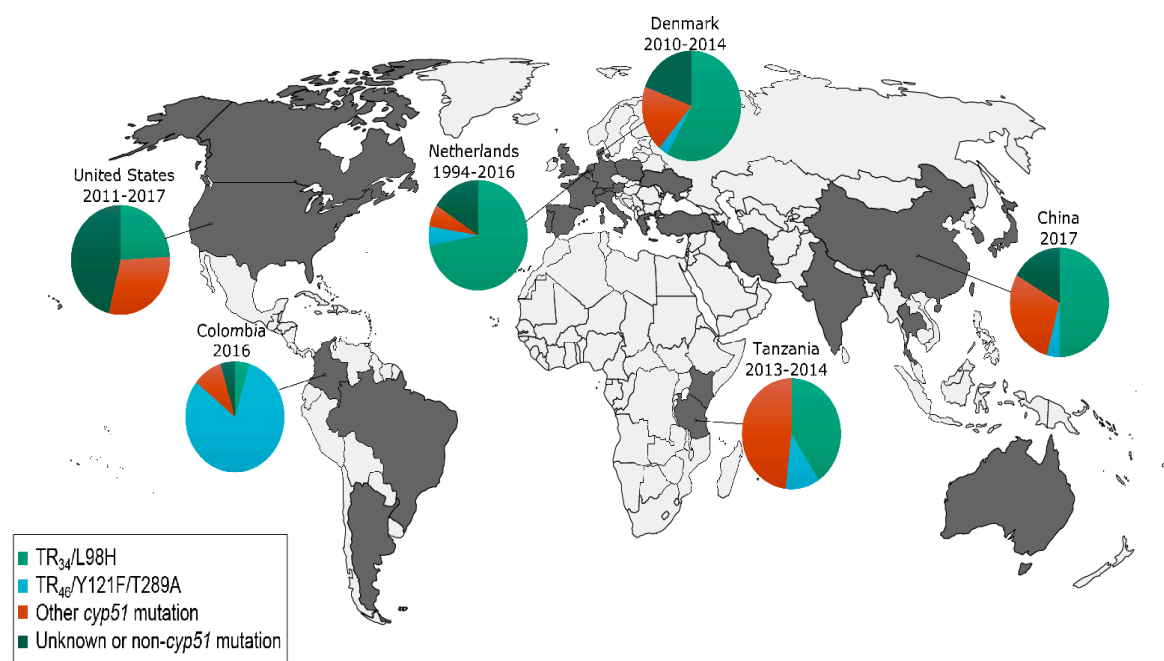 Denmark
2010-2014
Netherlands
1994-2016
United States
2011-2017
China
2017
Colombia
2016
Tanzania
2013-2014
TR34/L98H
TR46/Y121F/T289A
Other cyp51 mutation
Unknown or non-cyp51 mutation